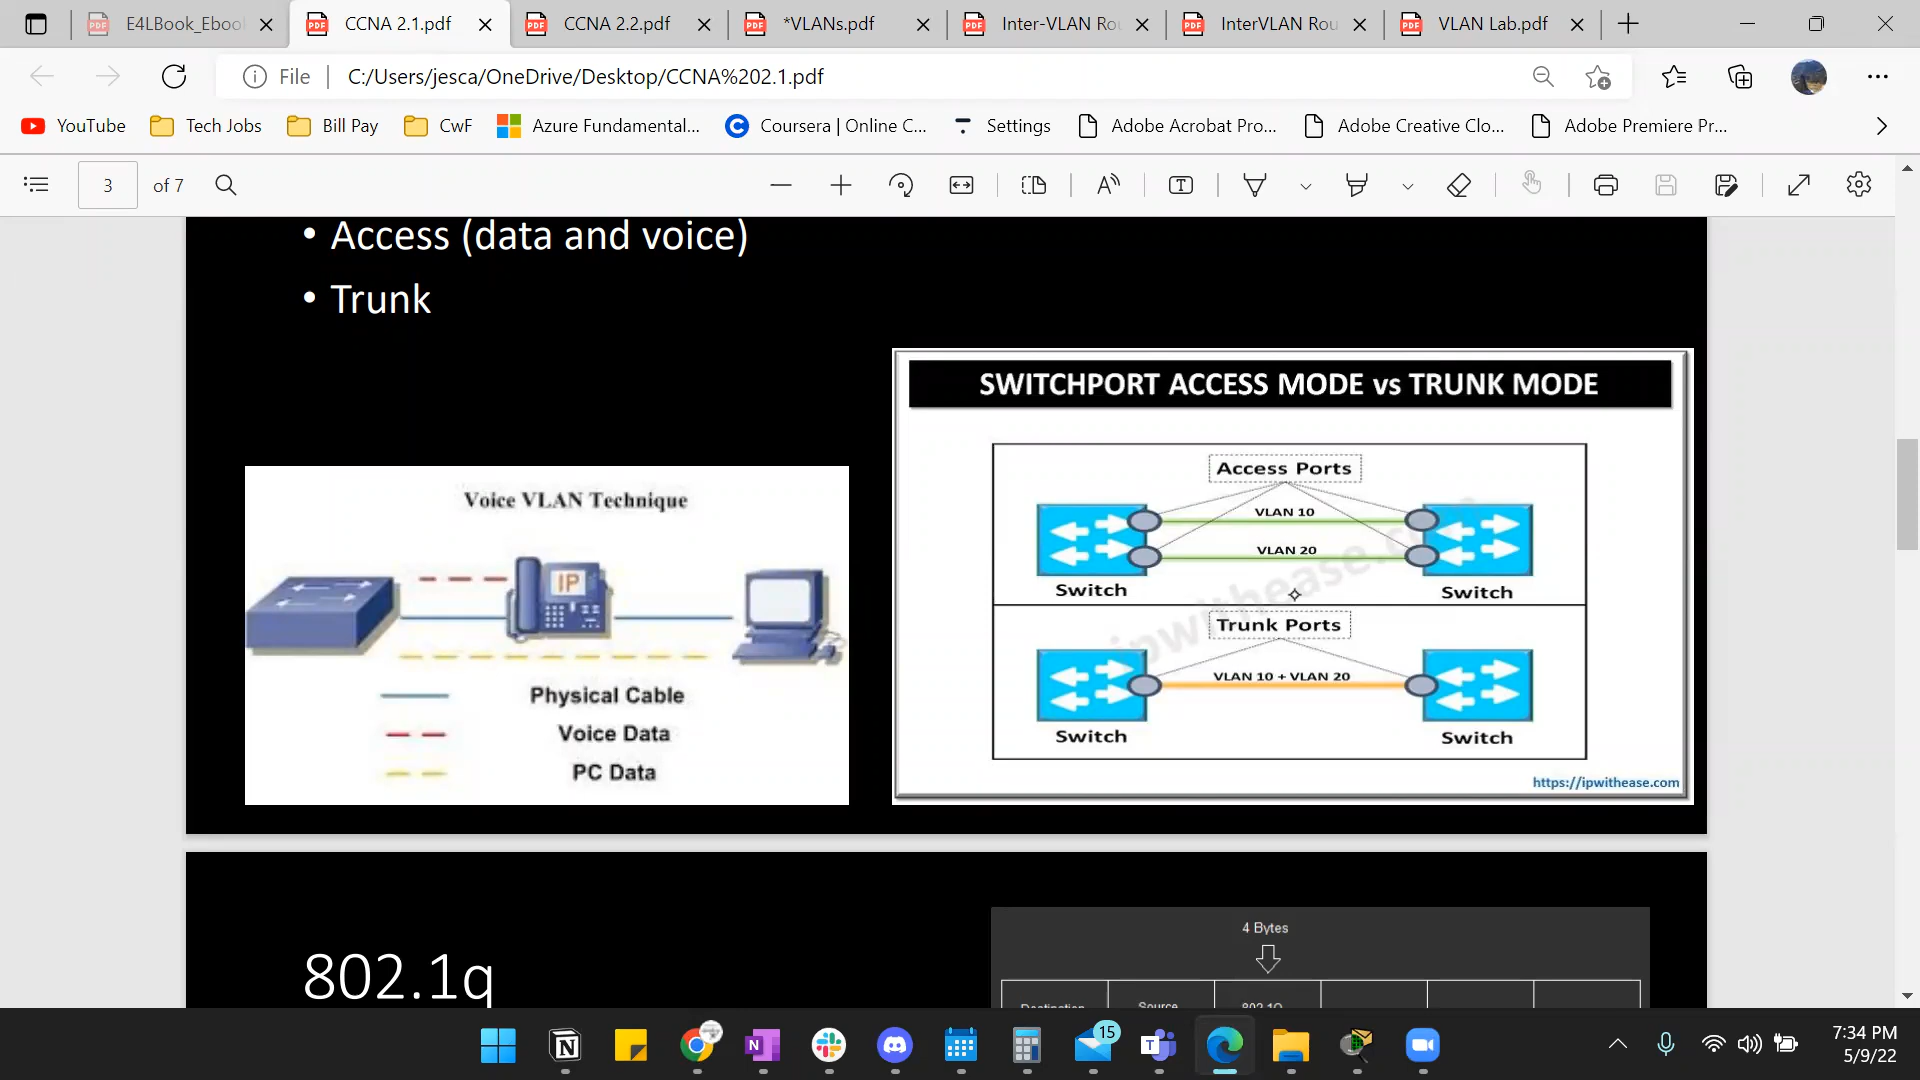 E4LBook_Ebool
CCNA 2.1.pdf
CCNA 2.2.pdf
*VLANs.pdf
Inter-VLAN Rou
InterVLAN Rou
VLAN Lab.pdf
File
C:/Users/jesca/OneDrive/Desktop/CCNA%202.1.pdf
YouTube
Tech Jobs
Bill Pay
CwF
Azure Fundamental...
Coursera | Online C...
Settings
Adobe Acrobat Pro...
Adobe Creative Clo...
Adobe Premiere Pr...
3 of 7
• Access (data and voice)
• Trunk
Voice VLAN Technique
IP
Physical Cable
Voice Data
PC Data
SWITCHPORT ACCESS MODE vs TRUNK MODE
Access Ports
VLAN 10
VLAN 20
Switch
Switch
Trunk Ports
VLAN 10 + VLAN 20
Switch
Switch
https://ipwithease.com
802.1q
4 Bytes
Destination
Source
802.1Q
15
7:34 PM
5/9/22